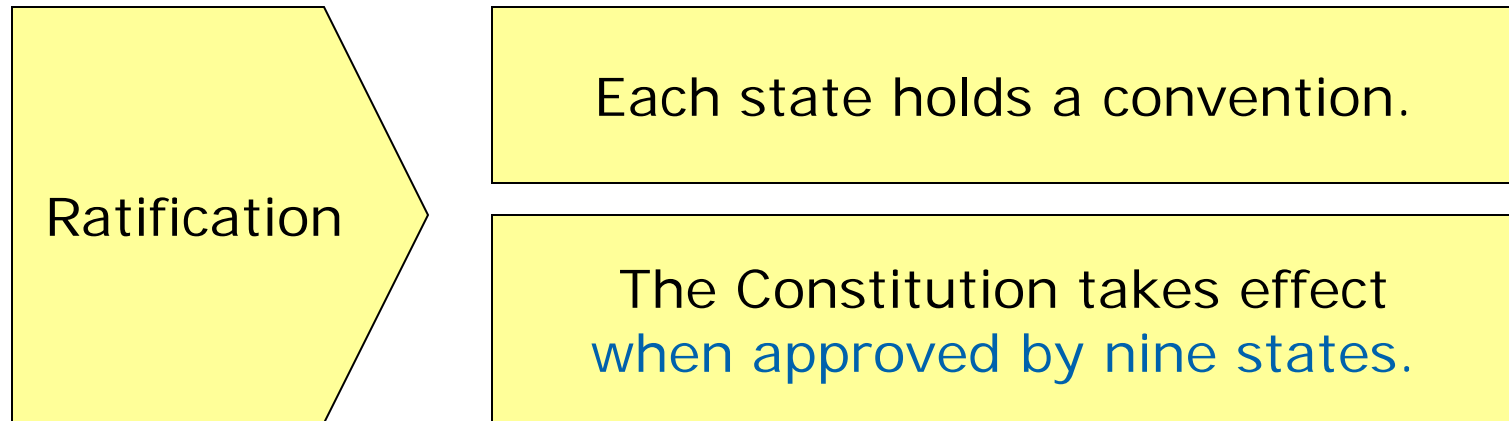 Ratification
Each state holds a convention.
The Constitution takes effect
when approved by nine states.